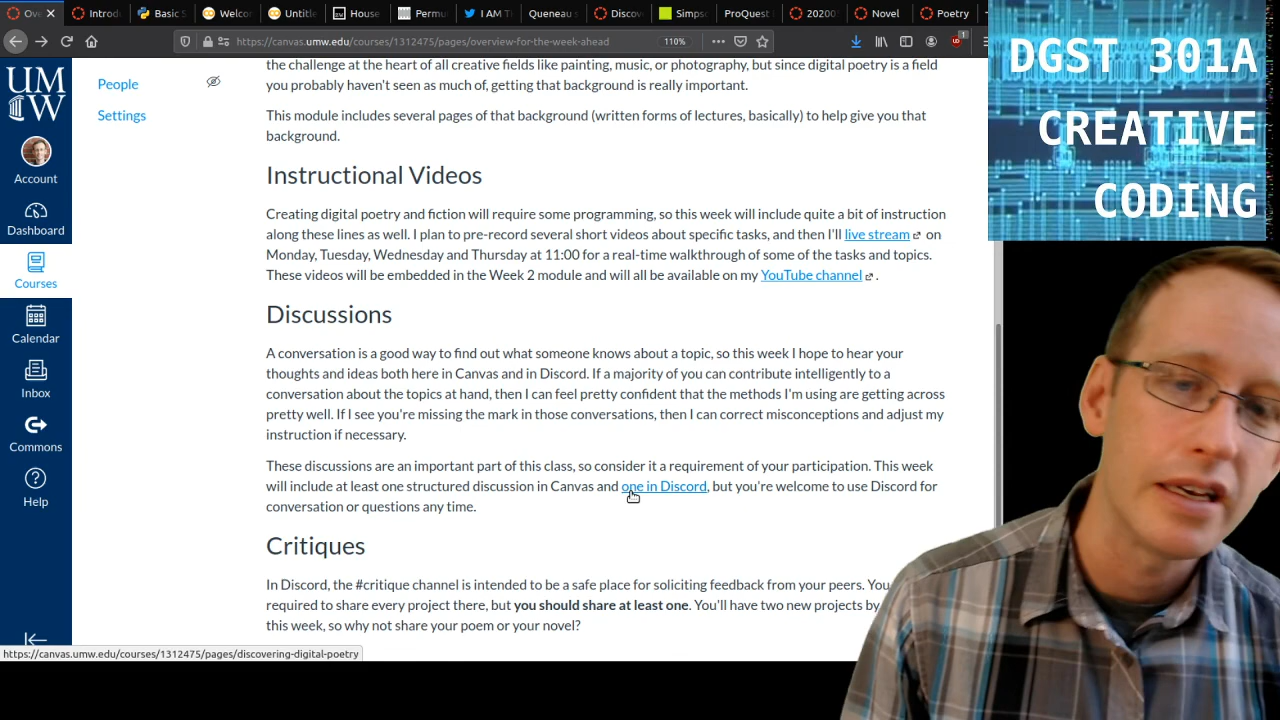 Ove
Introdu
Basic S
Welcor
Untitle
House
Permu
I AM TI
Queneau s
Discov
Simpsc
ProQuest
20200
Novel
Poetry
https://canvas.umw.edu/courses/1312475/pages/overview-for-the-week-ahead
110%
1
DGST 301A
CREATIVE
CODING
UMW
Account
Dashboard
Courses
Calendar
Inbox
Commons
Help
People
Settings
the challenge at the heart of all creative fields like painting, music, or photography, but since digital poetry is a field
you probably haven't seen as much of, getting that background is really important.
This module includes several pages of that background (written forms of lectures, basically) to help give you that
background.
Instructional Videos
Creating digital poetry and fiction will require some programming, so this week will include quite a bit of instruction
along these lines as well. I plan to pre-record several short videos about specific tasks, and then I'll live stream on
Monday, Tuesday, Wednesday and Thursday at 11:00 for a real-time walkthrough of some of the tasks and topics.
These videos will be embedded in the Week 2 module and will all be available on my YouTube channel .
Discussions
A conversation is a good way to find out what someone knows about a topic, so this week I hope to hear your
thoughts and ideas both here in Canvas and in Discord. If a majority of you can contribute intelligently to a
conversation about the topics at hand, then I can feel pretty confident that the methods I'm using are getting across
pretty well. If I see you're missing the mark in those conversations, then I can correct misconceptions and adjust my
instruction if necessary.
These discussions are an important part of this class, so consider it a requirement of your participation. This week
will include at least one structured discussion in Canvas and one in Discord, but you're welcome to use Discord for
conversation or questions any time.
Critiques
In Discord, the #critique channel is intended to be a safe place for soliciting feedback from your peers. You
required to share every project there, but you should share at least one. You'll have two new projects by
this week, so why not share your poem or your novel?
https://canvas.umw.edu/courses/1312475/pages/discovering-digital-poetry